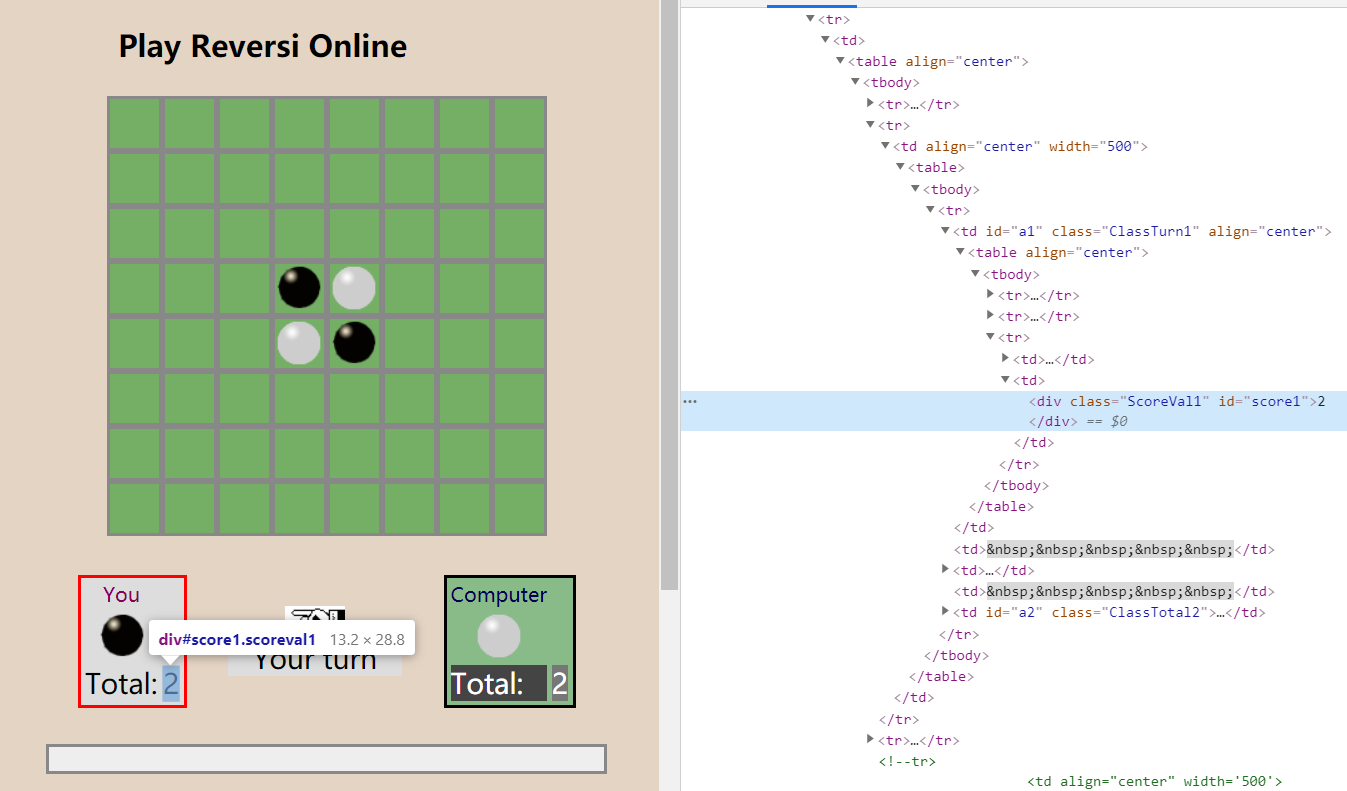 Play Reversi Online
You
Computer
div#score1.scoreval1 13.2 × 28.8
Your turn
Total: 2
Total: 2
▼<tr>
▼<td>
▼<table align="center">
▼<tbody>
▶<tr>…</tr>
▼<tr>
▼<td align="center" width="500">
▼<table>
▼<tbody>
▼<tr>
▼<td id="a1" class="ClassTurn1" align="center">
▼<table align="center">
▼<tbody>
▶<tr>…</tr>
▶<tr>…</tr>
▼<tr>
▶<td>…</td>
▼<td>
… <div class="ScoreVal1" id="score1">2
</div> == $0
</td>
</tr>
</tbody>
</table>
</td>
<td>&nbsp;&nbsp;&nbsp;&nbsp;&nbsp;</td>
▶<td>…</td>
<td>&nbsp;&nbsp;&nbsp;&nbsp;&nbsp;</td>
▶<td id="a2" class="ClassTotal2">…</td>
</tr>
</tbody>
</table>
</td>
</tr>
▶<tr>…</tr>
<!--tr>
<td align="center" width='500'>